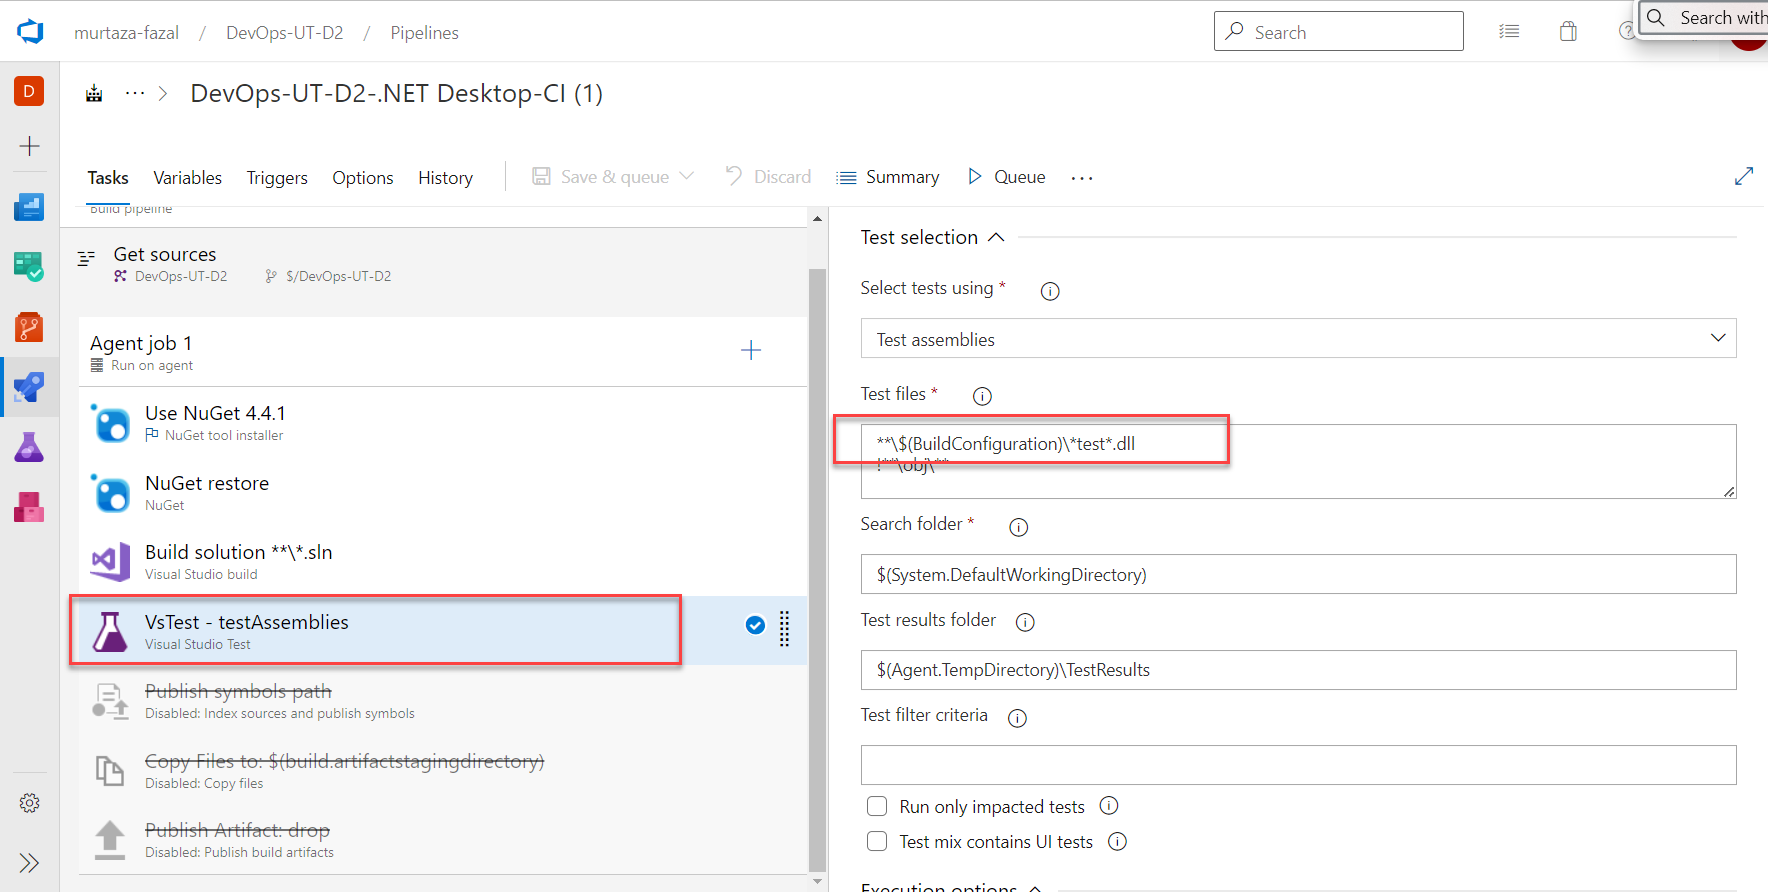 murtaza-fazal / DevOps-UT-D2 / Pipelines
Search
?
Search with
D
··· > DevOps-UT-D2-.NET Desktop-CI (1)
Tasks Variables Triggers Options History Save & queue Discard Summary Queue ···
Build pipeline
Get sources
DevOps-UT-D2 $/DevOps-UT-D2
Agent job 1
Run on agent
Use NuGet 4.4.1
NuGet tool installer
NuGet restore
NuGet
Build solution **\*.sln
Visual Studio build
VsTest - testAssemblies
Visual Studio Test
Publish symbols path
Disabled: Index sources and publish symbols
Copy Files to: $(build.artifactstagingdirectory)
Disabled: Copy files
Publish Artifact: drop
Disabled: Publish build artifacts
Test selection
Select tests using *
Test assemblies
Test files *
**\$(BuildConfiguration)\*test*.dll
!**\obj\**
Search folder *
$(System.DefaultWorkingDirectory)
Test results folder
$(Agent.TempDirectory)\TestResults
Test filter criteria
Run only impacted tests
Test mix contains UI tests
Execution options